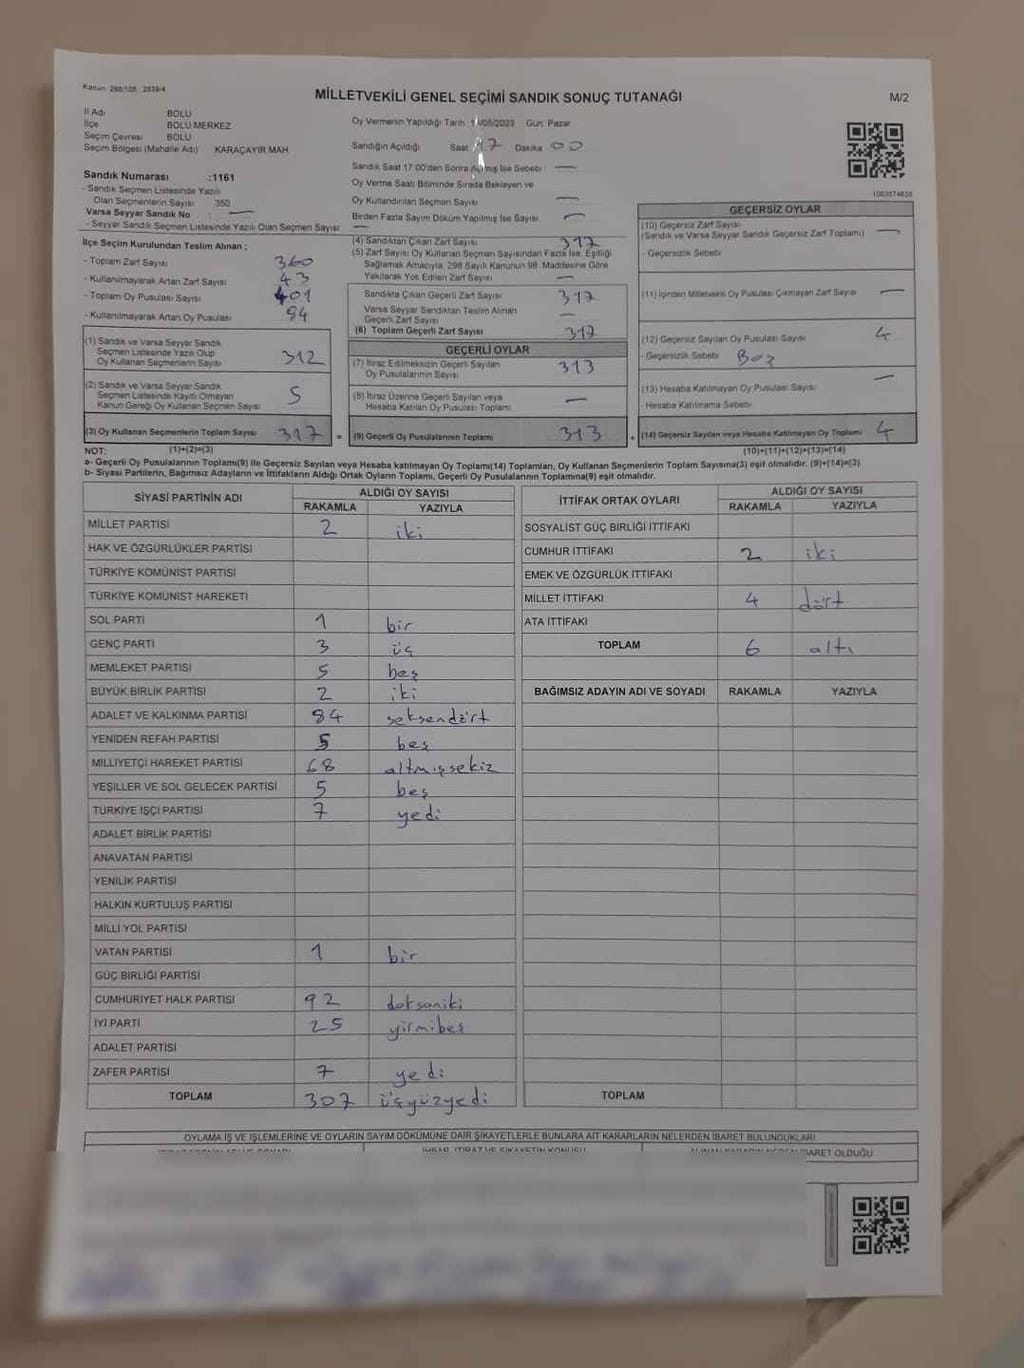 Kanun: 298/105 - 2839/4
MİLLETVEKİLİ GENEL SEÇİMİ SANDIK SONUÇ TUTANAĞI
M/2
İl Adı BOLU
İlçe BOLU MERKEZ
Seçim Çevresi BOLU
Seçim Bölgesi (Mahalle Adı) KARAÇAYIR MAH.
Sandık Numarası :1161
- Sandık Seçmen Listesinde Yazılı
Olan Seçmenlerin Sayısı 350
Varsa Seyyar Sandık No : —
- Seyyar Sandık Seçmen Listesinde Yazılı Olan Seçmen Sayısı —
Oy Vermenin Yapıldığı Tarih /05/2023 Gün: Pazar
Sandığın Açıldığı Saat 17 Dakika 00
Sandık Saat 17:00'den Sonra Açılmış İse Sebebi —
Oy Verme Saati Bitiminde Sırada Bekleyen ve
Oy Kullandırılan Seçmen Sayısı —
Birden Fazla Sayım Döküm Yapılmış İse Sayısı —
1003574635
İlçe Seçim Kurulundan Teslim Alınan ;
- Toplam Zarf Sayısı 360
- Kullanılmayarak Artan Zarf Sayısı 43
- Toplam Oy Pusulası Sayısı 401
- Kullanılmayarak Artan Oy Pusulası 84
(1) Sandık ve Varsa Seyyar Sandık
Seçmen Listesinde Yazılı Olup
Oy Kullanan Seçmenlerin Sayısı 312
(2) Sandık ve Varsa Seyyar Sandık
Seçmen Listesinde Kayıtlı Olmayan
Kanun Gereği Oy Kullanan Seçmen Sayısı 5
(3) Oy Kullanan Seçmenlerin Toplam Sayısı 317 =
(4) Sandıktan Çıkan Zarf Sayısı 317
(5) Zarf Sayısı Oy Kullanan Seçmen Sayısından Fazla İse, Eşitliği
Sağlamak Amacıyla, 298 Sayılı Kanunun 98. Maddesine Göre
Yakılarak Yok Edilen Zarf Sayısı —
Sandıkta Çıkan Geçerli Zarf Sayısı 317
Varsa Seyyar Sandıktan Teslim Alınan
Geçerli Zarf Sayısı —
(6) Toplam Geçerli Zarf Sayısı 317
GEÇERLİ OYLAR
(7) İtiraz Edilmeksizin Geçerli Sayılan
Oy Pusulalarının Sayısı 313
(8) İtiraz Üzerine Geçerli Sayılan veya
Hesaba Katılan Oy Pusulası Toplamı —
(9) Geçerli Oy Pusulalarının Toplamı 313 +
GEÇERSİZ OYLAR
(10) Geçersiz Zarf Sayısı
(Sandık ve Varsa Seyyar Sandık Geçersiz Zarf Toplamı) —
- Geçersizlik Sebebi
(11) İçinden Milletvekili Oy Pusulası Çıkmayan Zarf Sayısı —
(12) Geçersiz Sayılan Oy Pusulası Sayısı 4
- Geçersizlik Sebebi Boş
(13) Hesaba Katılmayan Oy Pusulası Sayısı —
- Hesaba Katılmama Sebebi
(14) Geçersiz Sayılan veya Hesaba Katılmayan Oy Toplamı 4
NOT: (1)+(2)=(3) (10)+(11)+(12)+(13)=(14)
a- Geçerli Oy Pusulalarının Toplamı(9) ile Geçersiz Sayılan veya Hesaba katılmayan Oy Toplamı(14) Toplamları, Oy Kullanan Seçmenlerin Toplam Sayısına(3) eşit olmalıdır. (9)+(14)=(3)
b- Siyasi Partilerin, Bağımsız Adayların ve İttifakların Aldığı Ortak Oyların Toplamı, Geçerli Oy Pusulalarının Toplamına(9) eşit olmalıdır.
SİYASİ PARTİNİN ADI ALDIĞI OY SAYISI
RAKAMLA YAZIYLA
MİLLET PARTİSİ 2 iki
HAK VE ÖZGÜRLÜKLER PARTİSİ
TÜRKİYE KOMÜNİST PARTİSİ
TÜRKİYE KOMÜNİST HAREKETİ
SOL PARTİ 1 bir
GENÇ PARTİ 3 üç
MEMLEKET PARTİSİ 5 beş
BÜYÜK BİRLİK PARTİSİ 2 iki
ADALET VE KALKINMA PARTİSİ 84 seksendört
YENİDEN REFAH PARTİSİ 5 beş
MİLLİYETÇİ HAREKET PARTİSİ 68 altmışsekiz
YEŞİLLER VE SOL GELECEK PARTİSİ 5 beş
TÜRKİYE İŞÇİ PARTİSİ 7 yedi
ADALET BİRLİK PARTİSİ
ANAVATAN PARTİSİ
YENİLİK PARTİSİ
HALKIN KURTULUŞ PARTİSİ
MİLLİ YOL PARTİSİ
VATAN PARTİSİ 1 bir
GÜÇ BİRLİĞİ PARTİSİ
CUMHURİYET HALK PARTİSİ 92 doksaniki
İYİ PARTİ 25 yirmibeş
ADALET PARTİSİ
ZAFER PARTİSİ 7 yedi
TOPLAM 307 üçyüzyedi
İTTİFAK ORTAK OYLARI ALDIĞI OY SAYISI
RAKAMLA YAZIYLA
SOSYALİST GÜÇ BİRLİĞİ İTTİFAKI
CUMHUR İTTİFAKI 2 iki
EMEK VE ÖZGÜRLÜK İTTİFAKI
MİLLET İTTİFAKI 4 dört
ATA İTTİFAKI
TOPLAM 6 altı
BAĞIMSIZ ADAYIN ADI VE SOYADI RAKAMLA YAZIYLA
TOPLAM
OYLAMA İŞ VE İŞLEMLERİNE VE OYLARIN SAYIM DÖKÜMÜNE DAİR ŞİKAYETLERLE BUNLARA AİT KARARLARIN NELERDEN İBARET BULUNDUKLARI
İHBAR, İTİRAZ VE ŞİKAYETİN KONUSU İBARET OLDUĞU